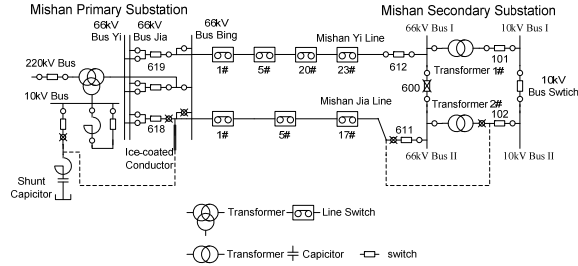 Mishan Primary Substation
Mishan Secondary Substation
66kV Bus Yi
66kV Bus Jia
66kV Bus Bing
66kV Bus I
10kV Bus I
220kV Bus
10kV Bus
619
618
Mishan Yi Line
1#
5#
20#
23#
612
101
Transformer 1#
600
10kV Bus Swtich
Mishan Jia Line
Transformer 2#
102
1#
5#
17#
611
66kV Bus II
10kV Bus II
Ice-coated Conductor
Shunt Capicitor
Transformer
Line Switch
Transformer
Capicitor
switch